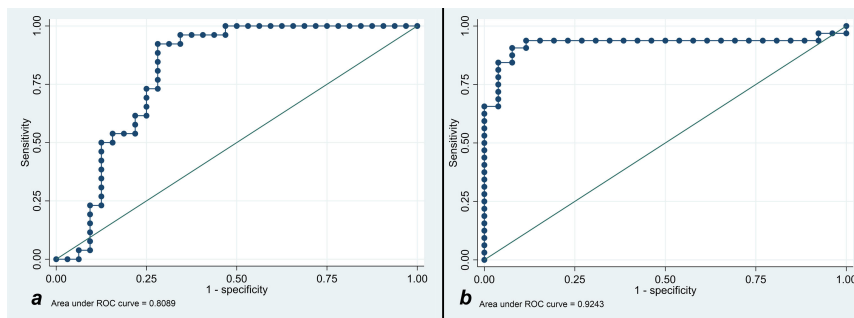 1.00
0.75
0.50
0.25
0.00
Sensitivity
0.00 0.25 0.50 0.75 1.00
1 - specificity
a Area under ROC curve = 0.8089
1.00
0.75
0.50
0.25
0.00
Sensitivity
0.00 0.25 0.50 0.75 1.00
1 - specificity
b Area under ROC curve = 0.9243